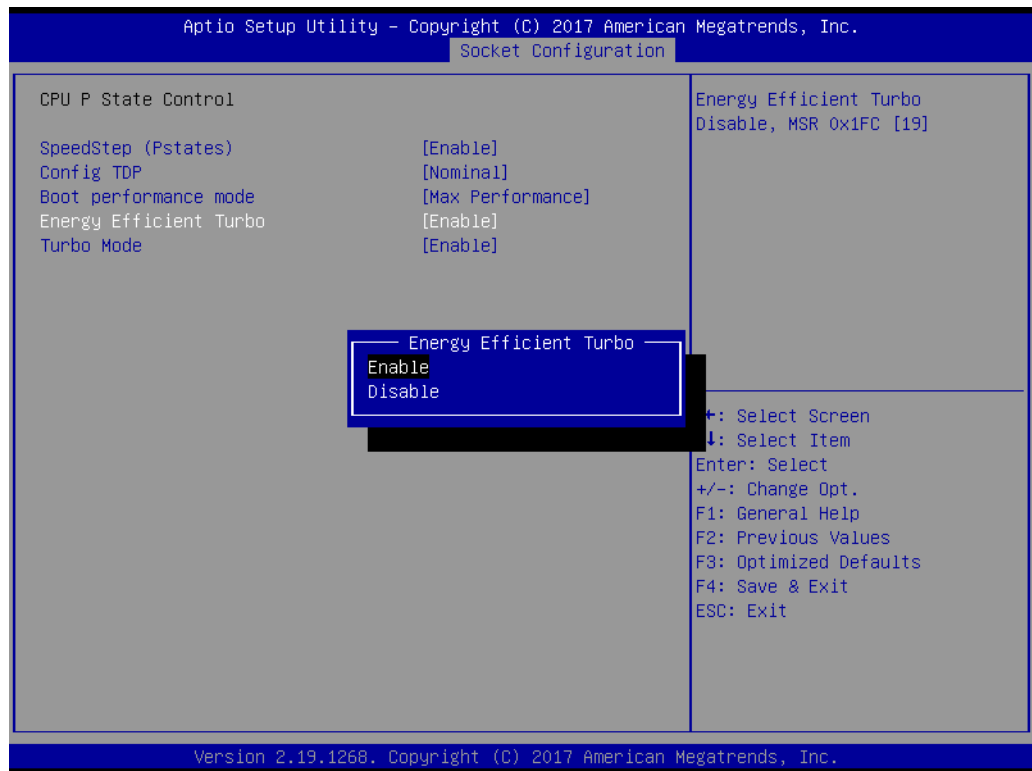 Aptio Setup Utility – Copyright (C) 2017 American Megatrends, Inc.
Socket Configuration
CPU P State Control
SpeedStep (Pstates) [Enable]
Config TDP [Nominal]
Boot performance mode [Max Performance]
Energy Efficient Turbo [Enable]
Turbo Mode [Enable]
Energy Efficient Turbo
Disable, MSR 0x1FC [19]
Energy Efficient Turbo
Enable
Disable
: Select Screen
: Select Item
Enter: Select
+/-: Change Opt.
F1: General Help
F2: Previous Values
F3: Optimized Defaults
F4: Save & Exit
ESC: Exit
Version 2.19.1268. Copyright (C) 2017 American Megatrends, Inc.